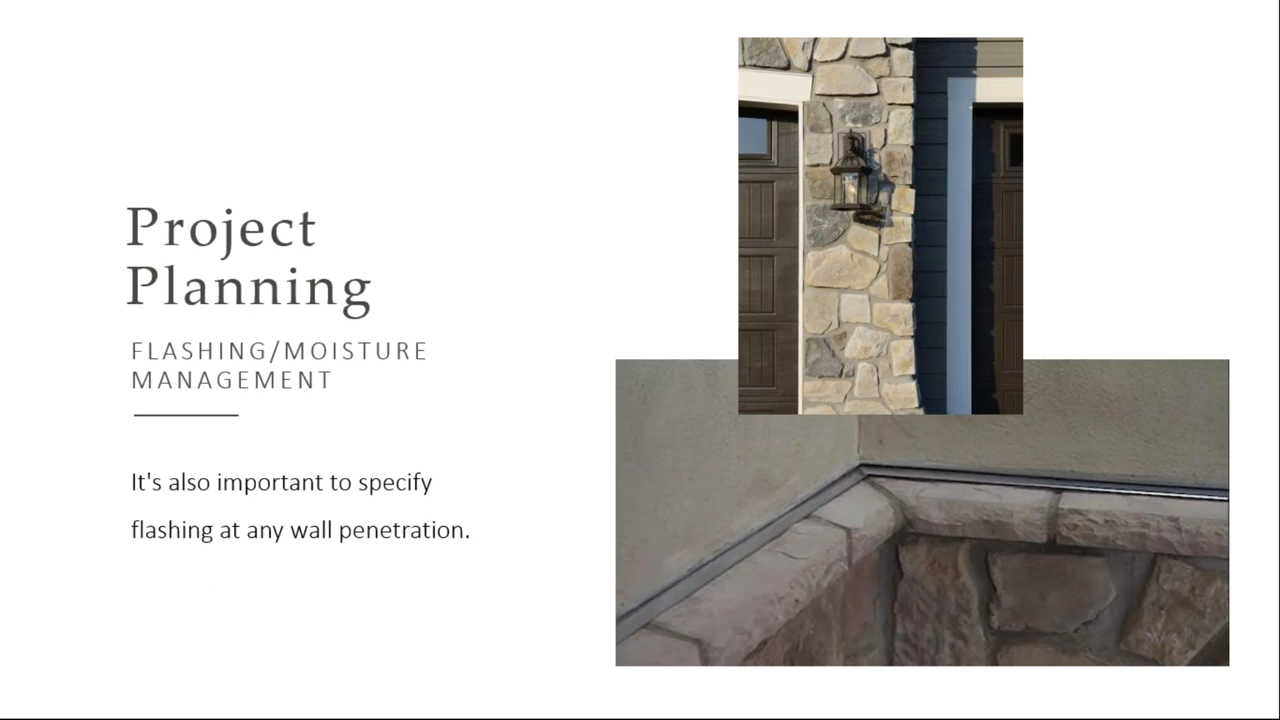 Project
Planning
FLASHING/MOISTURE
MANAGEMENT
It's also important to specify
flashing at any wall penetration.